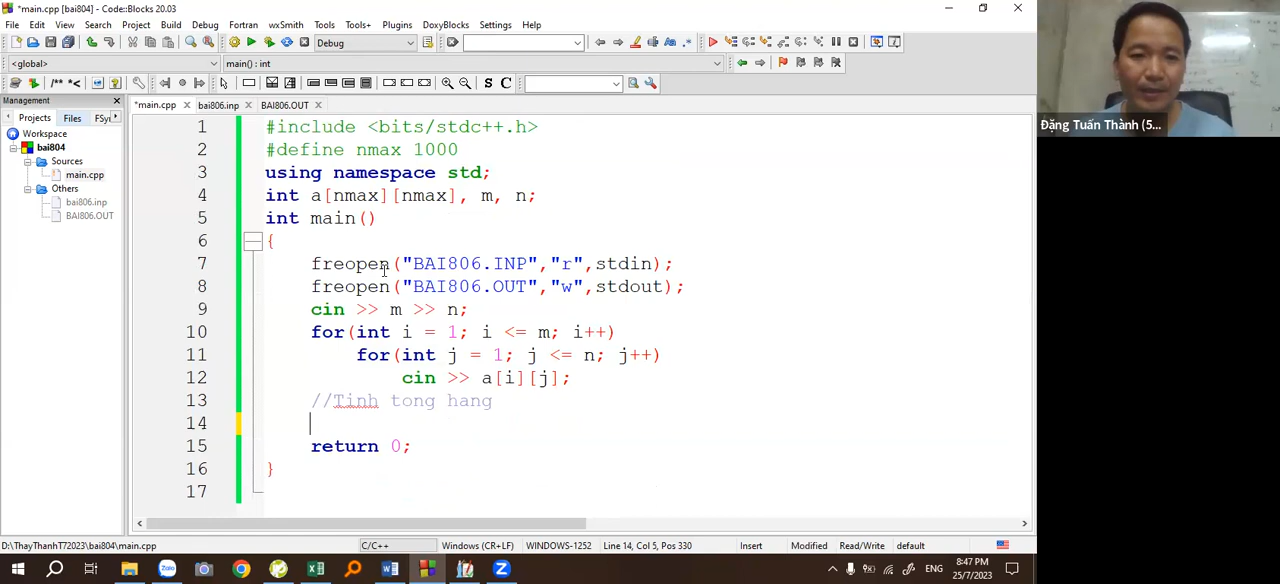 *main.cpp [bai804] - Code::Blocks 20.03
File Edit View Search Project Build Debug Fortran wxSmith Tools Tools+ Plugins DoxyBlocks Settings Help
Debug
<global> main() : int
/** *< S C
Management
*main.cpp bai806.inp BAI806.OUT
Projects Files FSy
Workspace
bai804
Sources
main.cpp
Others
bai806.inp
BAI806.OUT
1 #include <bits/stdc++.h>
2 #define nmax 1000
3 using namespace std;
4 int a[nmax][nmax], m, n;
5 int main()
6 {
7 freopen("BAI806.INP","r",stdin);
8 freopen("BAI806.OUT","w",stdout);
9 cin >> m >> n;
10 for(int i = 1; i <= m; i++)
11 for(int j = 1; j <= n; j++)
12 cin >> a[i][j];
13 //Tinh tong hang
14
15 return 0;
16 }
17
Đặng Tuấn Thành (5...
D:\ThayThanhT72023\bai804\main.cpp C/C++ Windows (CR+LF) WINDOWS-1252 Line 14, Col 5, Pos 330 Insert Modified Read/Write default
Zalo ENG 8:47 PM
25/7/2023